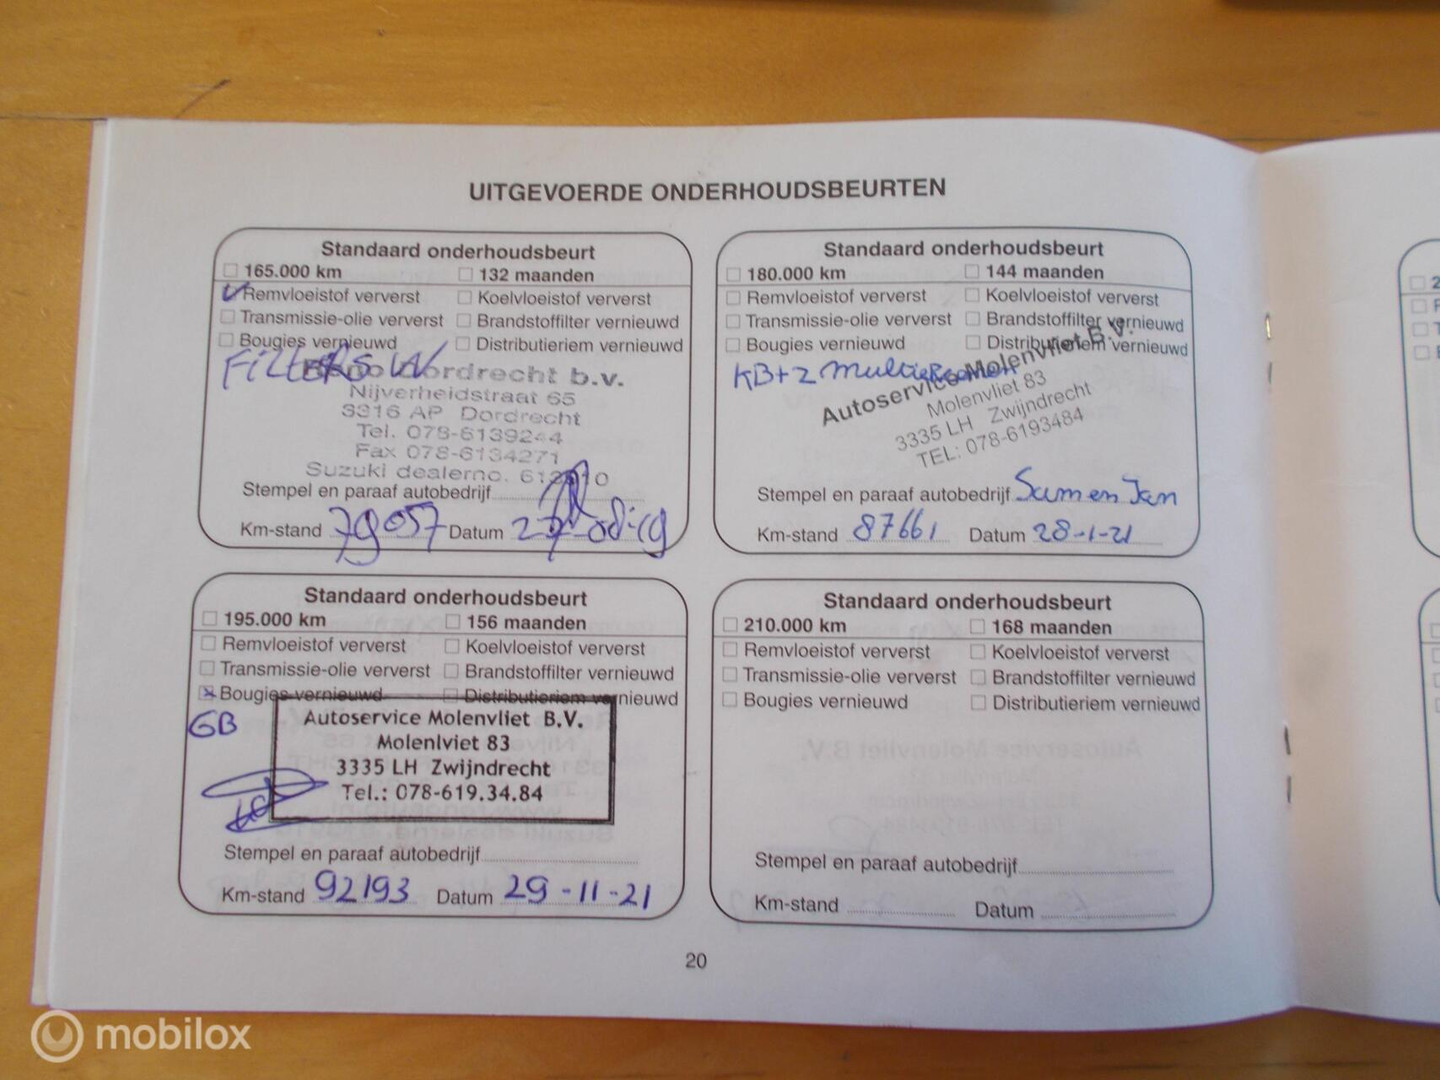 UITGEVOERDE ONDERHOUDSBEURTEN
Standaard onderhoudsbeurt
165.000 km 132 maanden
Remvloeistof ververst Koelvloeistof ververst
Transmissie-olie ververst Brandstoffilter vernieuwd
Bougies vernieuwd Distributieriem vernieuwd
Filters
Dordrecht b.v.
Nijverheidstraat 65
3316 AP Dordrecht
Tel. 078-6139244
Fax 078-6134271
Suzuki dealerno.
Stempel en paraaf autobedrijf
Km-stand 79057 Datum
Standaard onderhoudsbeurt
180.000 km 144 maanden
Remvloeistof ververst Koelvloeistof ververst
Transmissie-olie ververst Brandstoffilter vernieuwd
Bougies vernieuwd Distributieriem vernieuwd
KB+2
Autoservice Molenvliet B.V.
Molenvliet 83
3335 LH Zwijndrecht
TEL: 078-6193484
Stempel en paraaf autobedrijf Sam en Jan
Km-stand 87661 Datum 28-1-21
Standaard onderhoudsbeurt
195.000 km 156 maanden
Remvloeistof ververst Koelvloeistof ververst
Transmissie-olie ververst Brandstoffilter vernieuwd
Bougies vernieuwd Distributieriem vernieuwd
GB
Autoservice Molenvliet B.V.
Molenlviet 83
3335 LH Zwijndrecht
Tel.: 078-619.34.84
Stempel en paraaf autobedrijf
Km-stand 92193 Datum 29-11-21
Standaard onderhoudsbeurt
210.000 km 168 maanden
Remvloeistof ververst Koelvloeistof ververst
Transmissie-olie ververst Brandstoffilter vernieuwd
Bougies vernieuwd Distributieriem vernieuwd
Stempel en paraaf autobedrijf
Km-stand Datum
20
mobilox